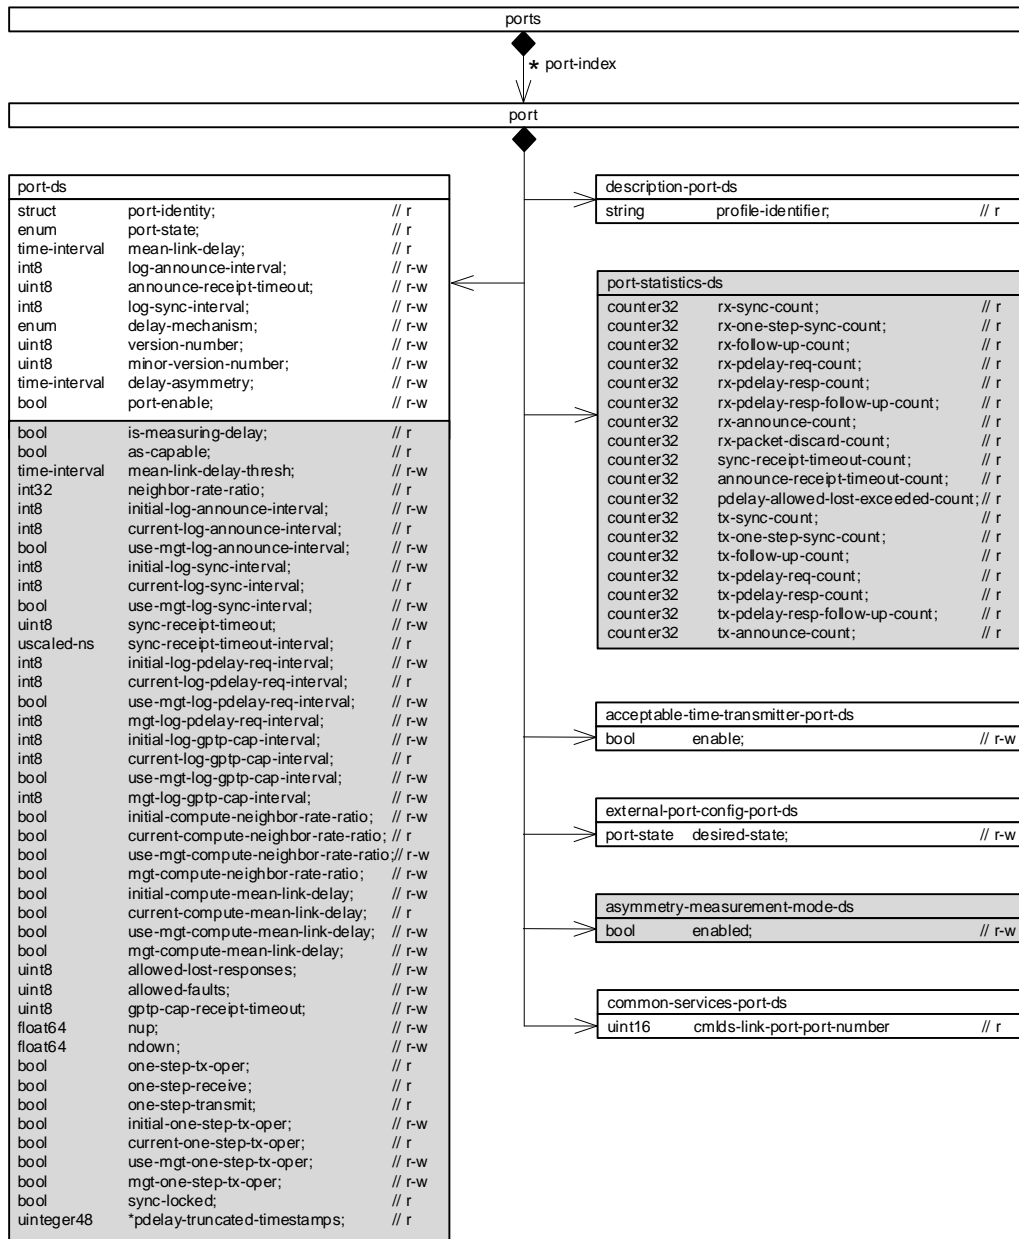 ports
* port-index
port
port-ds
struct port-identity; // r
enum port-state; // r
time-interval mean-link-delay; // r
int8 log-announce-interval; // r-w
uint8 announce-receipt-timeout; // r-w
int8 log-sync-interval; // r-w
enum delay-mechanism; // r-w
uint8 version-number; // r-w
uint8 minor-version-number; // r-w
time-interval delay-asymmetry; // r-w
bool port-enable; // r-w
bool is-measuring-delay; // r
bool as-capable; // r
time-interval mean-link-delay-thresh; // r-w
int32 neighbor-rate-ratio; // r
int8 initial-log-announce-interval; // r-w
int8 current-log-announce-interval; // r
bool use-mgt-log-announce-interval; // r-w
int8 initial-log-sync-interval; // r-w
int8 current-log-sync-interval; // r
bool use-mgt-log-sync-interval; // r-w
uint8 sync-receipt-timeout; // r-w
uscaled-ns sync-receipt-timeout-interval; // r
int8 initial-log-pdelay-req-interval; // r-w
int8 current-log-pdelay-req-interval; // r
bool use-mgt-log-pdelay-req-interval; // r-w
int8 mgt-log-pdelay-req-interval; // r-w
int8 initial-log-gptp-cap-interval; // r-w
int8 current-log-gptp-cap-interval; // r
bool use-mgt-log-gptp-cap-interval; // r-w
int8 mgt-log-gptp-cap-interval; // r-w
bool initial-compute-neighbor-rate-ratio; // r-w
bool current-compute-neighbor-rate-ratio; // r
bool use-mgt-compute-neighbor-rate-ratio; // r-w
bool mgt-compute-neighbor-rate-ratio; // r-w
bool initial-compute-mean-link-delay; // r-w
bool current-compute-mean-link-delay; // r
bool use-mgt-compute-mean-link-delay; // r-w
bool mgt-compute-mean-link-delay; // r-w
uint8 allowed-lost-responses; // r-w
uint8 allowed-faults; // r-w
uint8 gptp-cap-receipt-timeout; // r-w
float64 nup; // r-w
float64 ndown; // r-w
bool one-step-tx-oper; // r
bool one-step-receive; // r
bool one-step-transmit; // r
bool initial-one-step-tx-oper; // r-w
bool current-one-step-tx-oper; // r
bool use-mgt-one-step-tx-oper; // r-w
bool mgt-one-step-tx-oper; // r-w
bool sync-locked; // r
uinteger48 *pdelay-truncated-timestamps; // r
description-port-ds
string profile-identifier; // r
port-statistics-ds
counter32 rx-sync-count; // r
counter32 rx-one-step-sync-count; // r
counter32 rx-follow-up-count; // r
counter32 rx-pdelay-req-count; // r
counter32 rx-pdelay-resp-count; // r
counter32 rx-pdelay-resp-follow-up-count; // r
counter32 rx-announce-count; // r
counter32 rx-packet-discard-count; // r
counter32 sync-receipt-timeout-count; // r
counter32 announce-receipt-timeout-count; // r
counter32 pdelay-allowed-lost-exceeded-count; // r
counter32 tx-sync-count; // r
counter32 tx-one-step-sync-count; // r
counter32 tx-follow-up-count; // r
counter32 tx-pdelay-req-count; // r
counter32 tx-pdelay-resp-count; // r
counter32 tx-pdelay-resp-follow-up-count; // r
counter32 tx-announce-count; // r
acceptable-time-transmitter-port-ds
bool enable; // r-w
external-port-config-port-ds
port-state desired-state; // r-w
asymmetry-measurement-mode-ds
bool enabled; // r-w
common-services-port-ds
uint16 cmlds-link-port-port-number // r